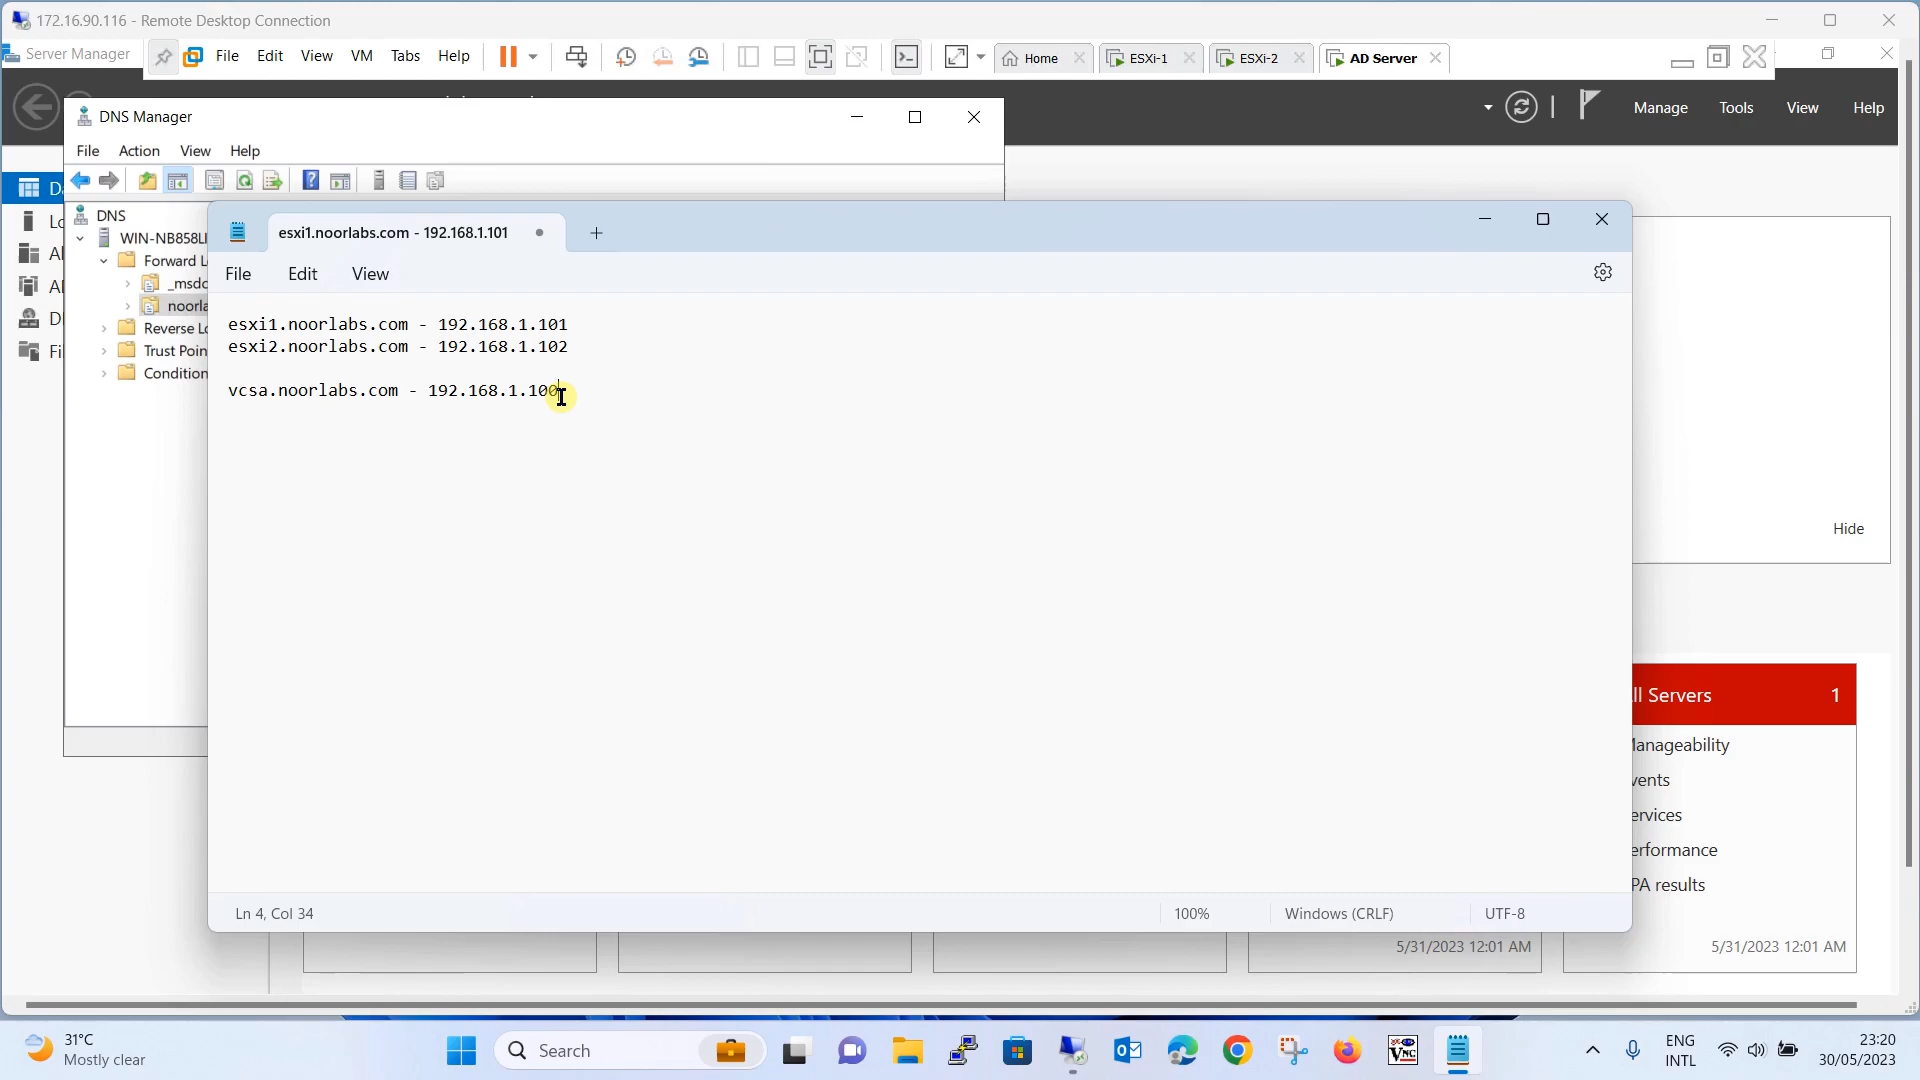 172.16.90.116 - Remote Desktop Connection
Server Manager
File Edit View VM Tabs Help
Home
ESXi-1
ESXi-2
AD Server
Manage Tools View Help
DNS Manager
File Action View Help
DNS
WIN-NB858LI
Forward L
_msdc
noorla
Reverse Lo
Trust Poin
Condition
esxi1.noorlabs.com - 192.168.1.101
File Edit View
esxi1.noorlabs.com - 192.168.1.101
esxi2.noorlabs.com - 192.168.1.102
vcsa.noorlabs.com - 192.168.1.100
Ln 4, Col 34
100%
Windows (CRLF)
UTF-8
Hide
ll Servers 1
Manageability
vents
ervices
erformance
PA results
5/31/2023 12:01 AM
5/31/2023 12:01 AM
31°C
Mostly clear
Search
ENG
INTL
23:20
30/05/2023